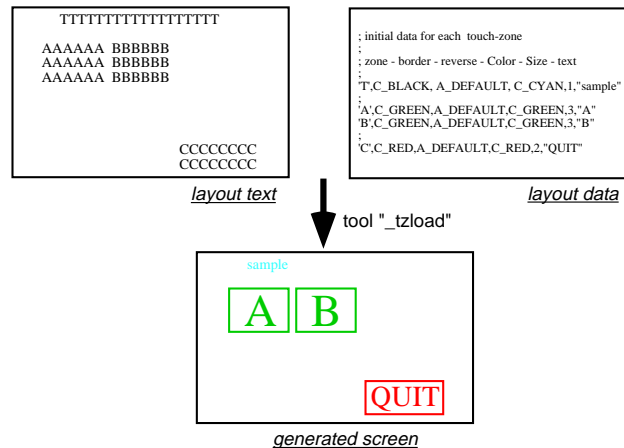 TTTTTTTTTTTTTTTTTT
AAAAAA BBBBBB
AAAAAA BBBBBB
AAAAAA BBBBBB
CCCCCCCC
CCCCCCCC
layout text
; initial data for each touch-zone
;
; zone - border - reverse - Color - Size - text
;
'T',C_BLACK, A_DEFAULT, C_CYAN,1,"sample"
;
'A',C_GREEN,A_DEFAULT,C_GREEN,3,"A"
'B',C_GREEN,A_DEFAULT,C_GREEN,3,"B"
;
'C',C_RED,A_DEFAULT,C_RED,2,"QUIT"
layout data
tool "_tzload"
sample
A B
QUIT
generated screen